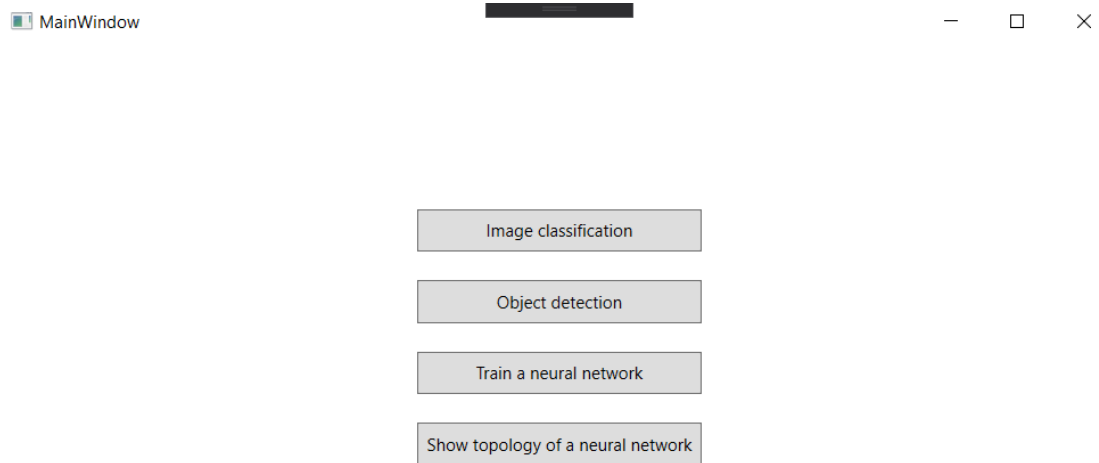 MainWindow
Image classification
Object detection
Train a neural network
Show topology of a neural network